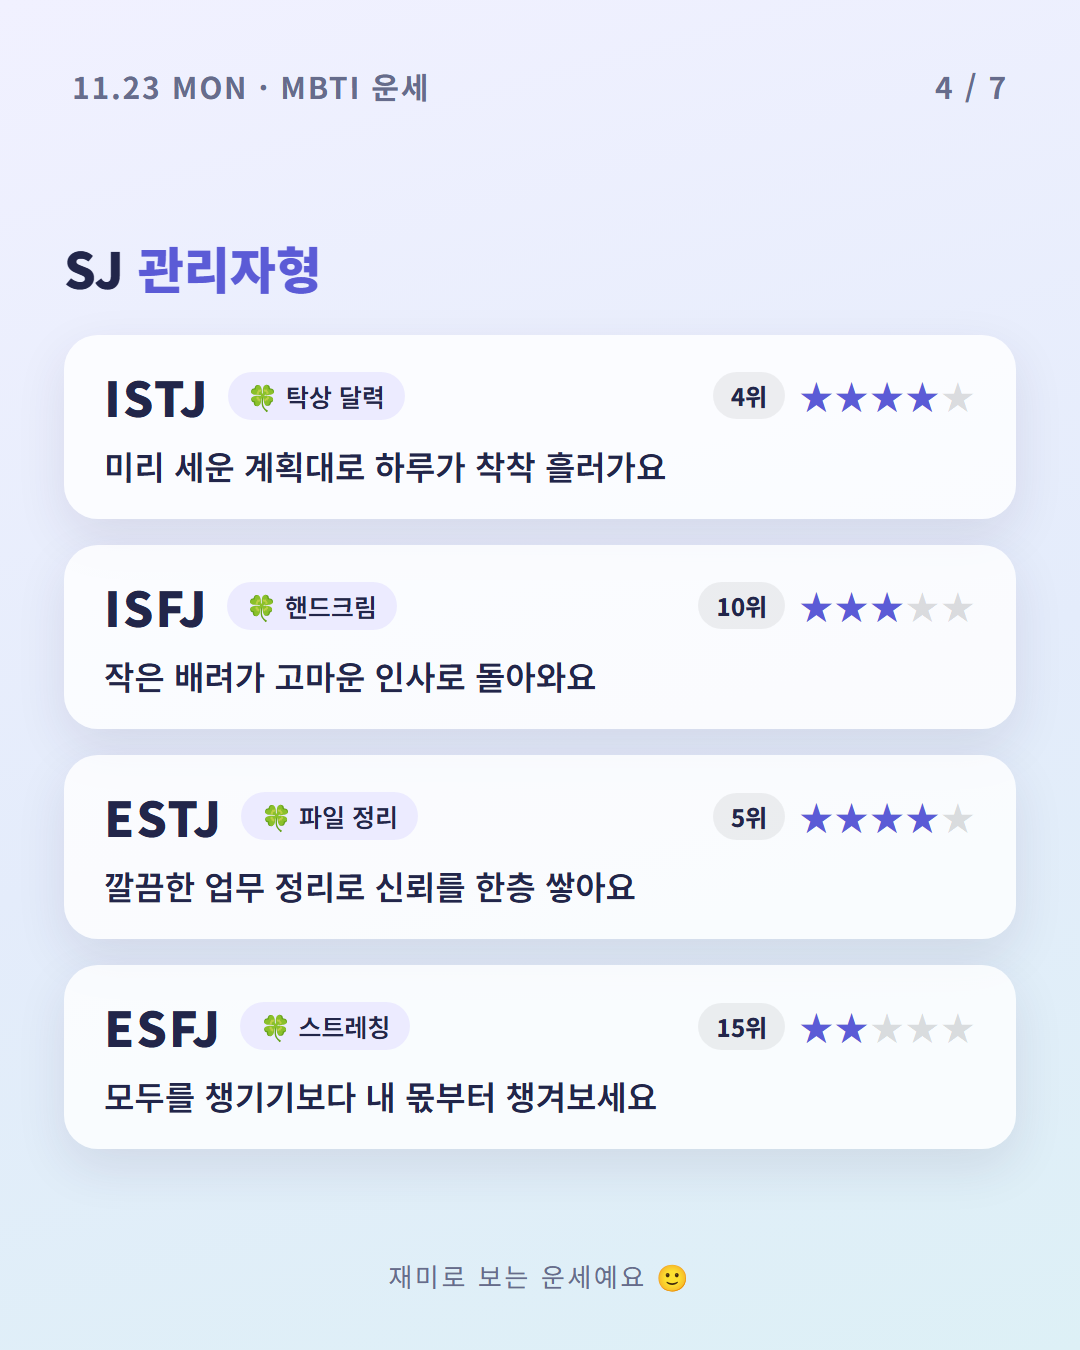 11.23 MON · MBTI 운세
4 / 7
SJ 관리자형
ISTJ 🍀 탁상 달력 4위 ★★★★★
미리 세운 계획대로 하루가 착착 흘러가요
ISFJ 🍀 핸드크림 10위 ★★★★★
작은 배려가 고마운 인사로 돌아와요
ESTJ 🍀 파일 정리 5위 ★★★★★
깔끔한 업무 정리로 신뢰를 한층 쌓아요
ESFJ 🍀 스트레칭 15위 ★★★★★
모두를 챙기기보다 내 몫부터 챙겨보세요
재미로 보는 운세예요 🙂